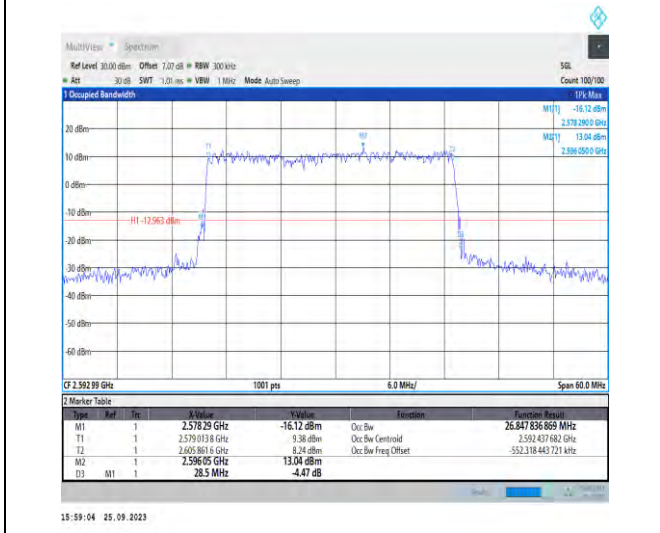 MultiView Spectrum
Ref Level 30.00 dBm Offset 7.07 dB RBW 300 kHz SGL
Att 30 dB SWT 1.01 ms VBW 1 MHz Mode Auto Sweep Count 100/100
1 Occupied Bandwidth 1Pk Max
M1[1] -16.12 dBm
2.578 290 0 GHz
M2[1] 13.04 dBm
2.596 050 0 GHz
20 dBm
T1 M2 T2
10 dBm
0 dBm
-10 dBm
H1 -12.963 dBm
-20 dBm
-30 dBm
-40 dBm
-50 dBm
-60 dBm
CF 2.592 99 GHz 1001 pts 6.0 MHz/ Span 60.0 MHz
2 Marker Table
Type Ref Trc X-Value Y-Value Function Function Result
M1 1 2.578 29 GHz -16.12 dBm Occ Bw 26.847 836 869 MHz
T1 1 2.579 013 8 GHz 9.38 dBm Occ Bw Centroid 2.592 437 682 GHz
T2 1 2.605 861 6 GHz 8.24 dBm Occ Bw Freq Offset -552.318 443 721 kHz
M2 1 2.596 05 GHz 13.04 dBm
D3 M1 1 28.5 MHz -4.47 dB
15:59:04 25.09.2023